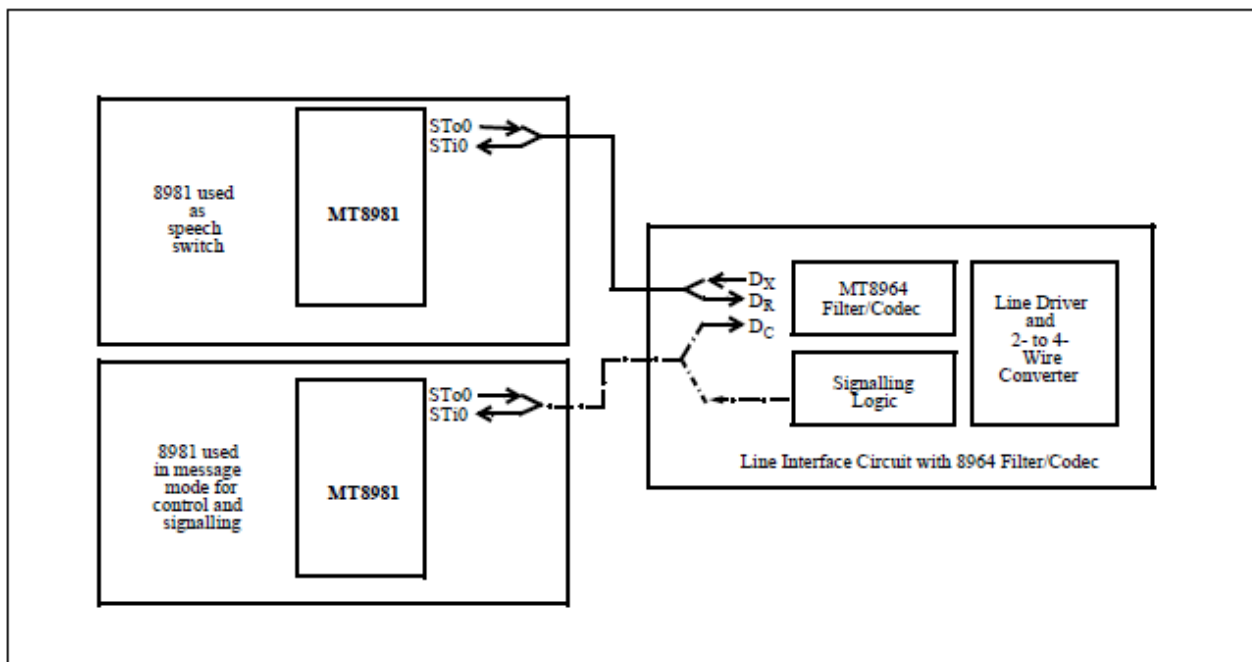 STo0
STi0
8981 used
as
speech
switch
MT8981
DX
DR
DC
MT8964
Filter/Codec
Line Driver
and
2- to 4-
Wire
Converter
Signalling
Logic
Line Interface Circuit with 8964 Filter/Codec
STo0
STi0
8981 used
in message
mode for
control and
signalling
MT8981